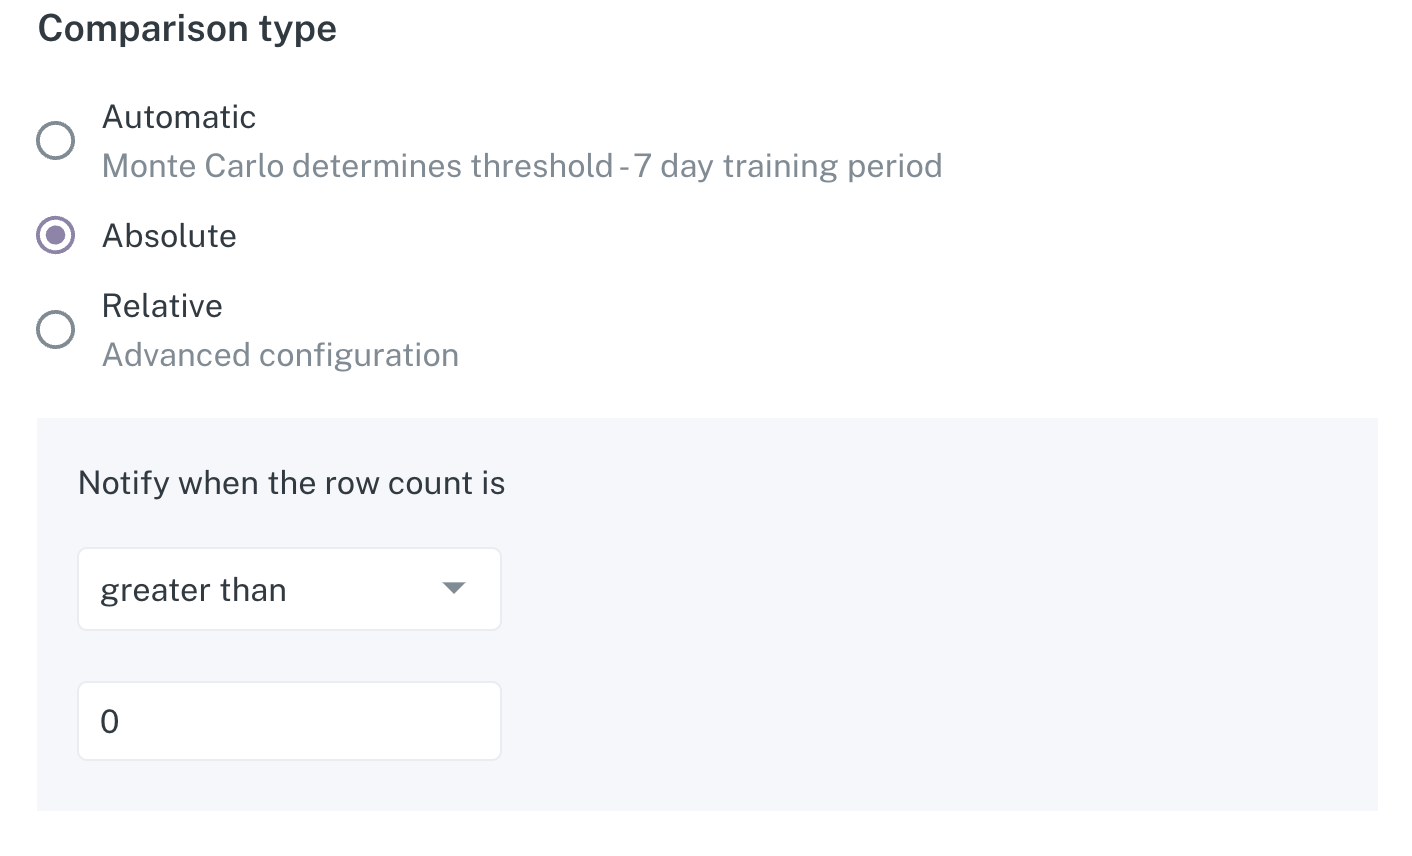 Comparison type
Automatic
Monte Carlo determines threshold - 7 day training period
Absolute
Relative
Advanced configuration
Notify when the row count is
greater than
0